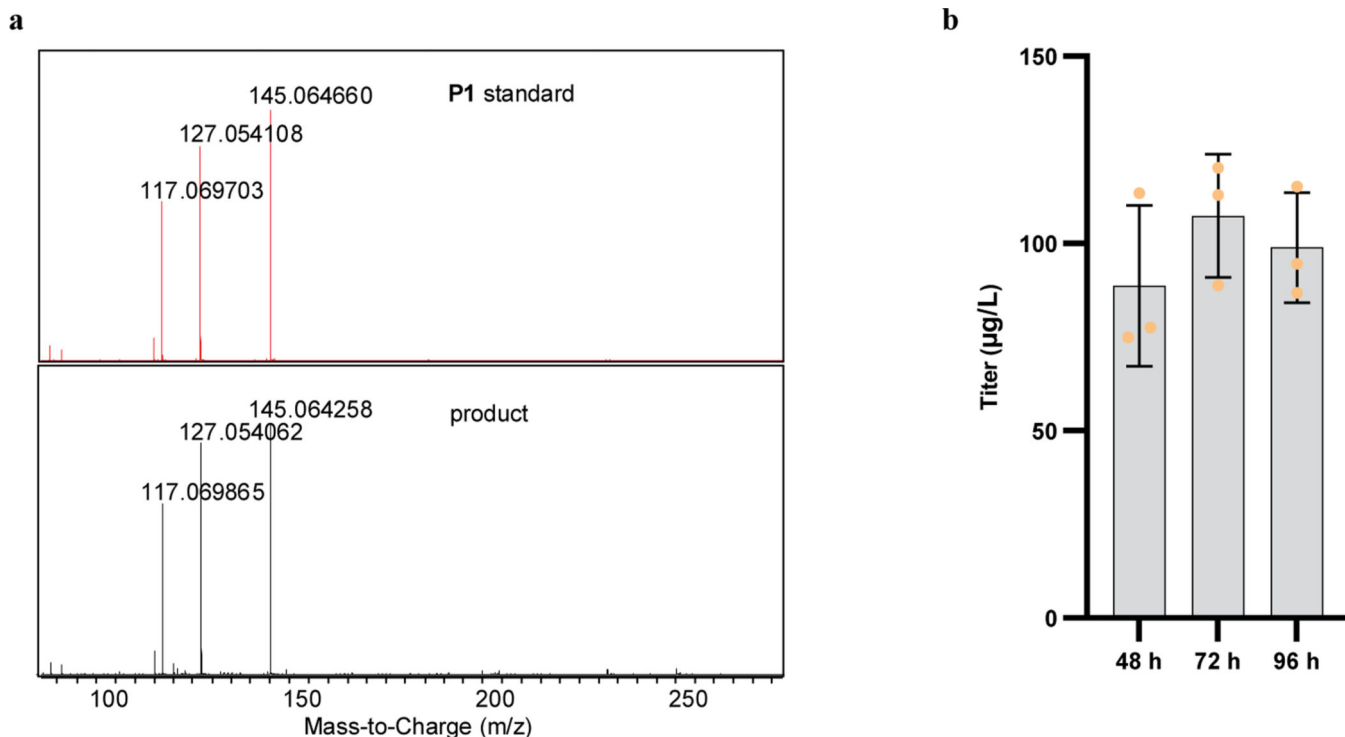 a
145.064660
P1 standard
127.054108
117.069703
145.064258
product
127.054062
117.069865
100 150 200 250
Mass-to-Charge (m/z)
b
150
100
50
0
Titer (µg/L)
48 h 72 h 96 h